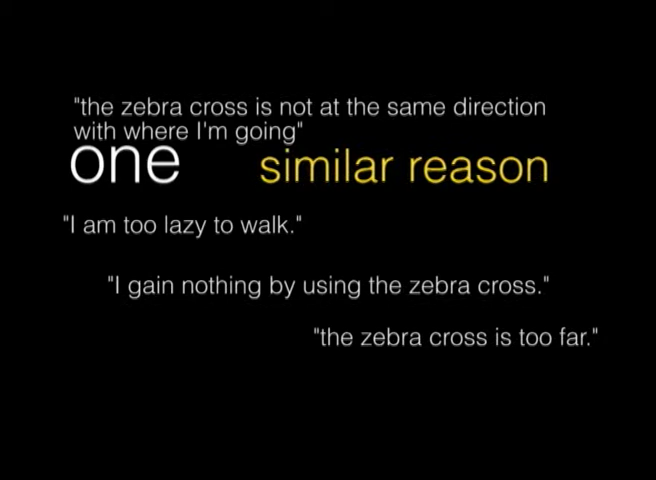 "the zebra cross is not at the same direction
with where I'm going"
one similar reason
"I am too lazy to walk."
"I gain nothing by using the zebra cross."
"the zebra cross is too far."